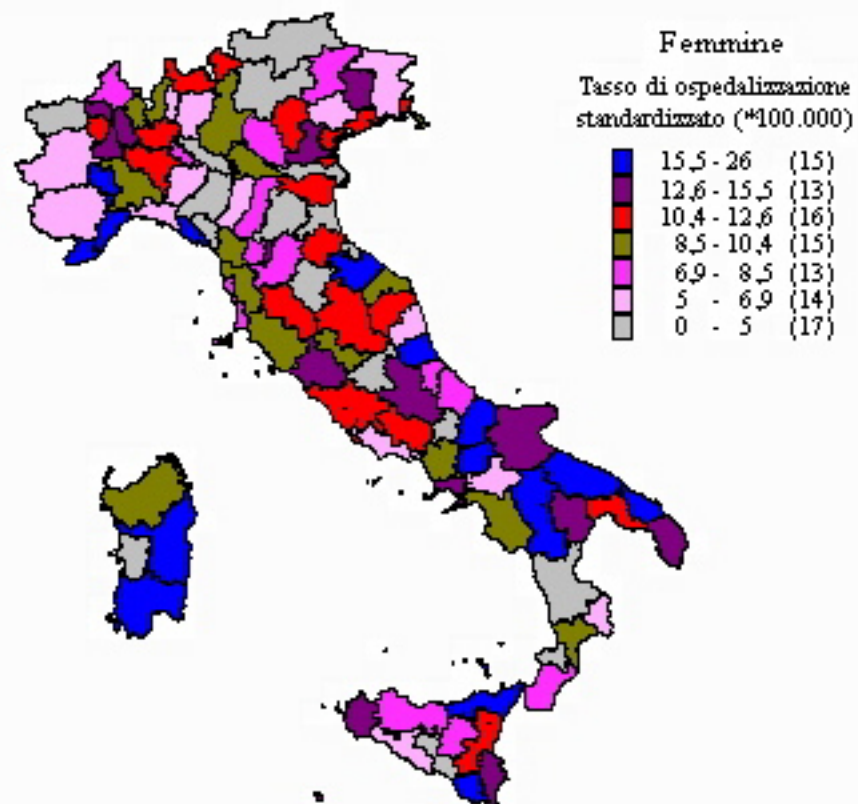 Femmine
Tasso di ospedalizzazione
standardizzato (*100.000)
15,5 - 26 (15)
12,6 - 15,5 (13)
10,4 - 12,6 (16)
8,5 - 10,4 (15)
6,9 - 8,5 (13)
5 - 6,9 (14)
0 - 5 (17)